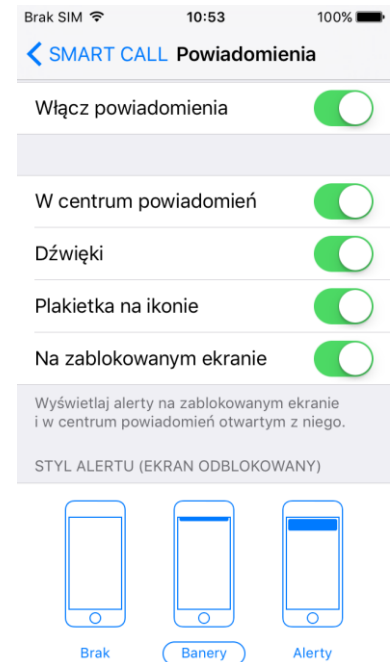 Brak SIM 10:53 100%
SMART CALL Powiadomienia
Włącz powiadomienia
W centrum powiadomień
Dźwięki
Plakietka na ikonie
Na zablokowanym ekranie
Wyświetlaj alerty na zablokowanym ekranie
i w centrum powiadomień otwartym z niego.
STYL ALERTU (EKRAN ODBLOKOWANY)
Brak Banery Alerty